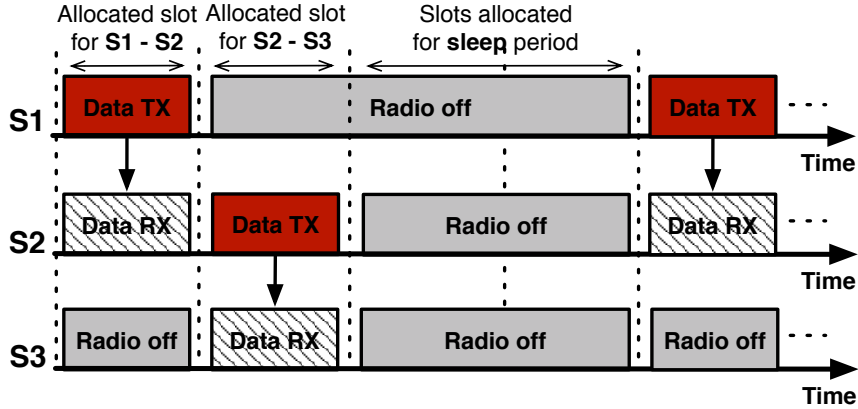 Allocated slot
for S1 - S2
Allocated slot
for S2 - S3
Slots allocated
for sleep period
S1
Data TX
Radio off
Data TX
Time
S2
Data RX
Data TX
Radio off
Data RX
Time
S3
Radio off
Data RX
Radio off
Radio off
Time